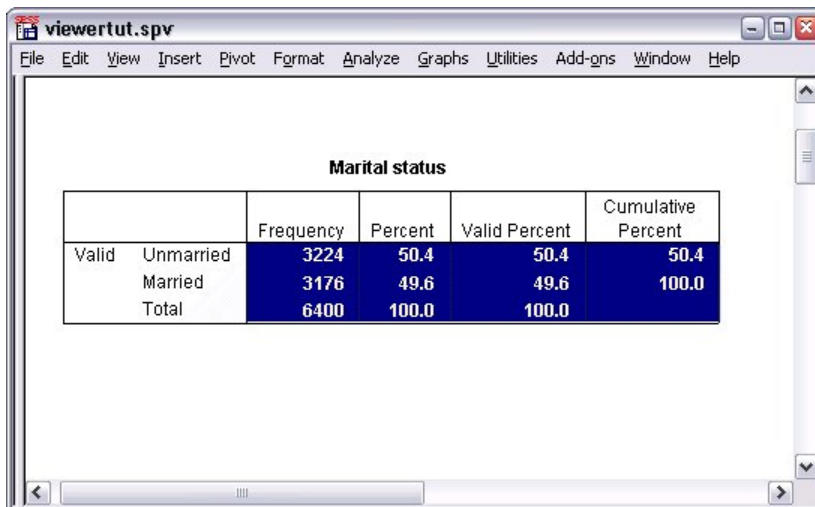 viewertut.spv
File Edit View Insert Pivot Format Analyze Graphs Utilities Add-ons Window Help
Marital status
Frequency Percent Valid Percent Cumulative Percent
Valid Unmarried 3224 50.4 50.4 50.4
Married 3176 49.6 49.6 100.0
Total 6400 100.0 100.0